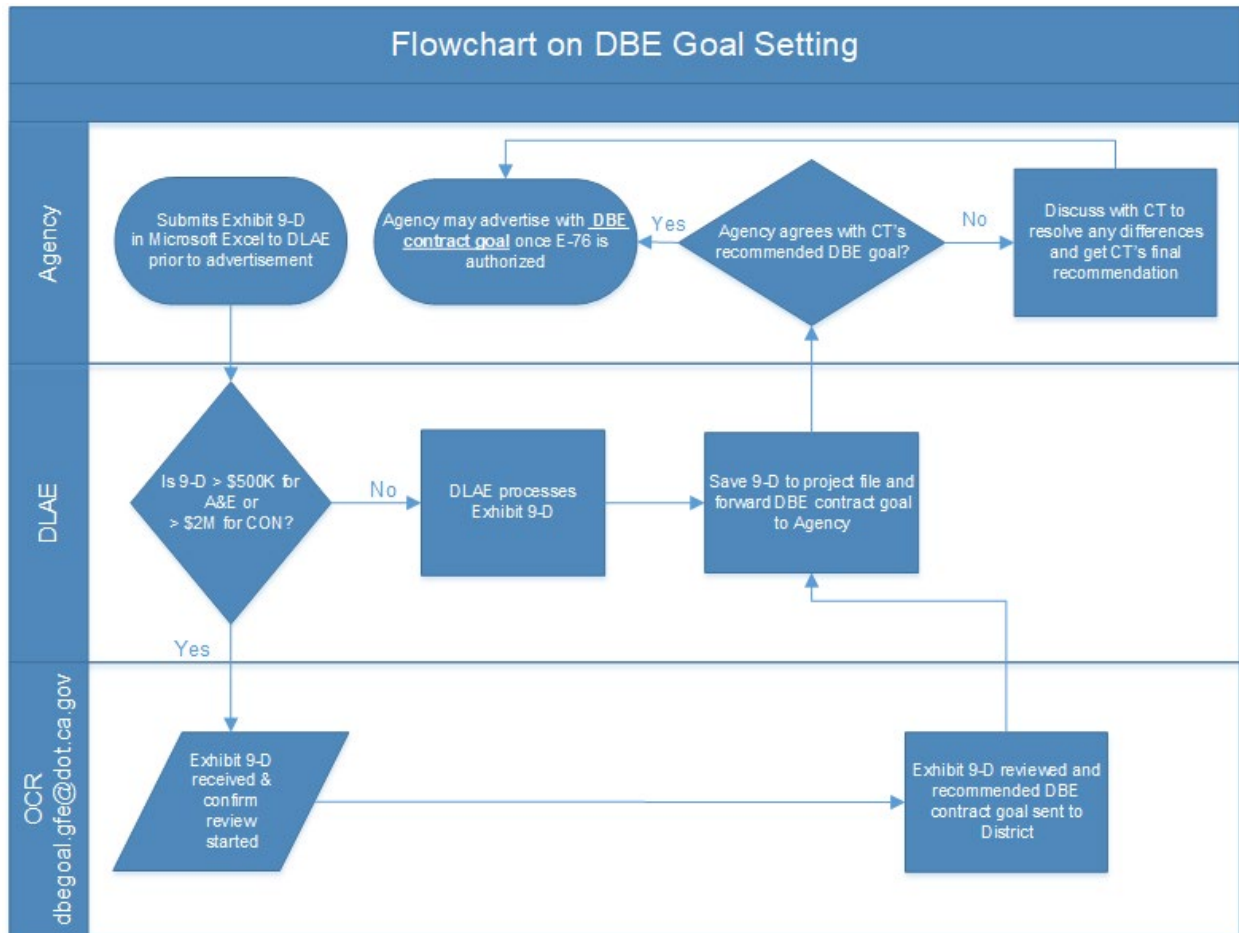 Flowchart on DBE Goal Setting
Agency
Submits Exhibit 9-D
in Microsoft Excel to DLAE
prior to advertisement
Agency may advertise with DBE
contract goal once E-76 is
authorized
Yes
Agency agrees with CT's
recommended DBE goal?
No
Discuss with CT to
resolve any differences
and get CT's final
recommendation
DLAE
Is 9-D > $500K for
A&E or
> $2M for CON?
No
DLAE processes
Exhibit 9-D
Save 9-D to project file and
forward DBE contract goal
to Agency
Yes
OCR
dbegoal.gfe@dot.ca.gov
Exhibit 9-D
received &
confirm
review
started
Exhibit 9-D reviewed and
recommended DBE
contract goal sent to
District